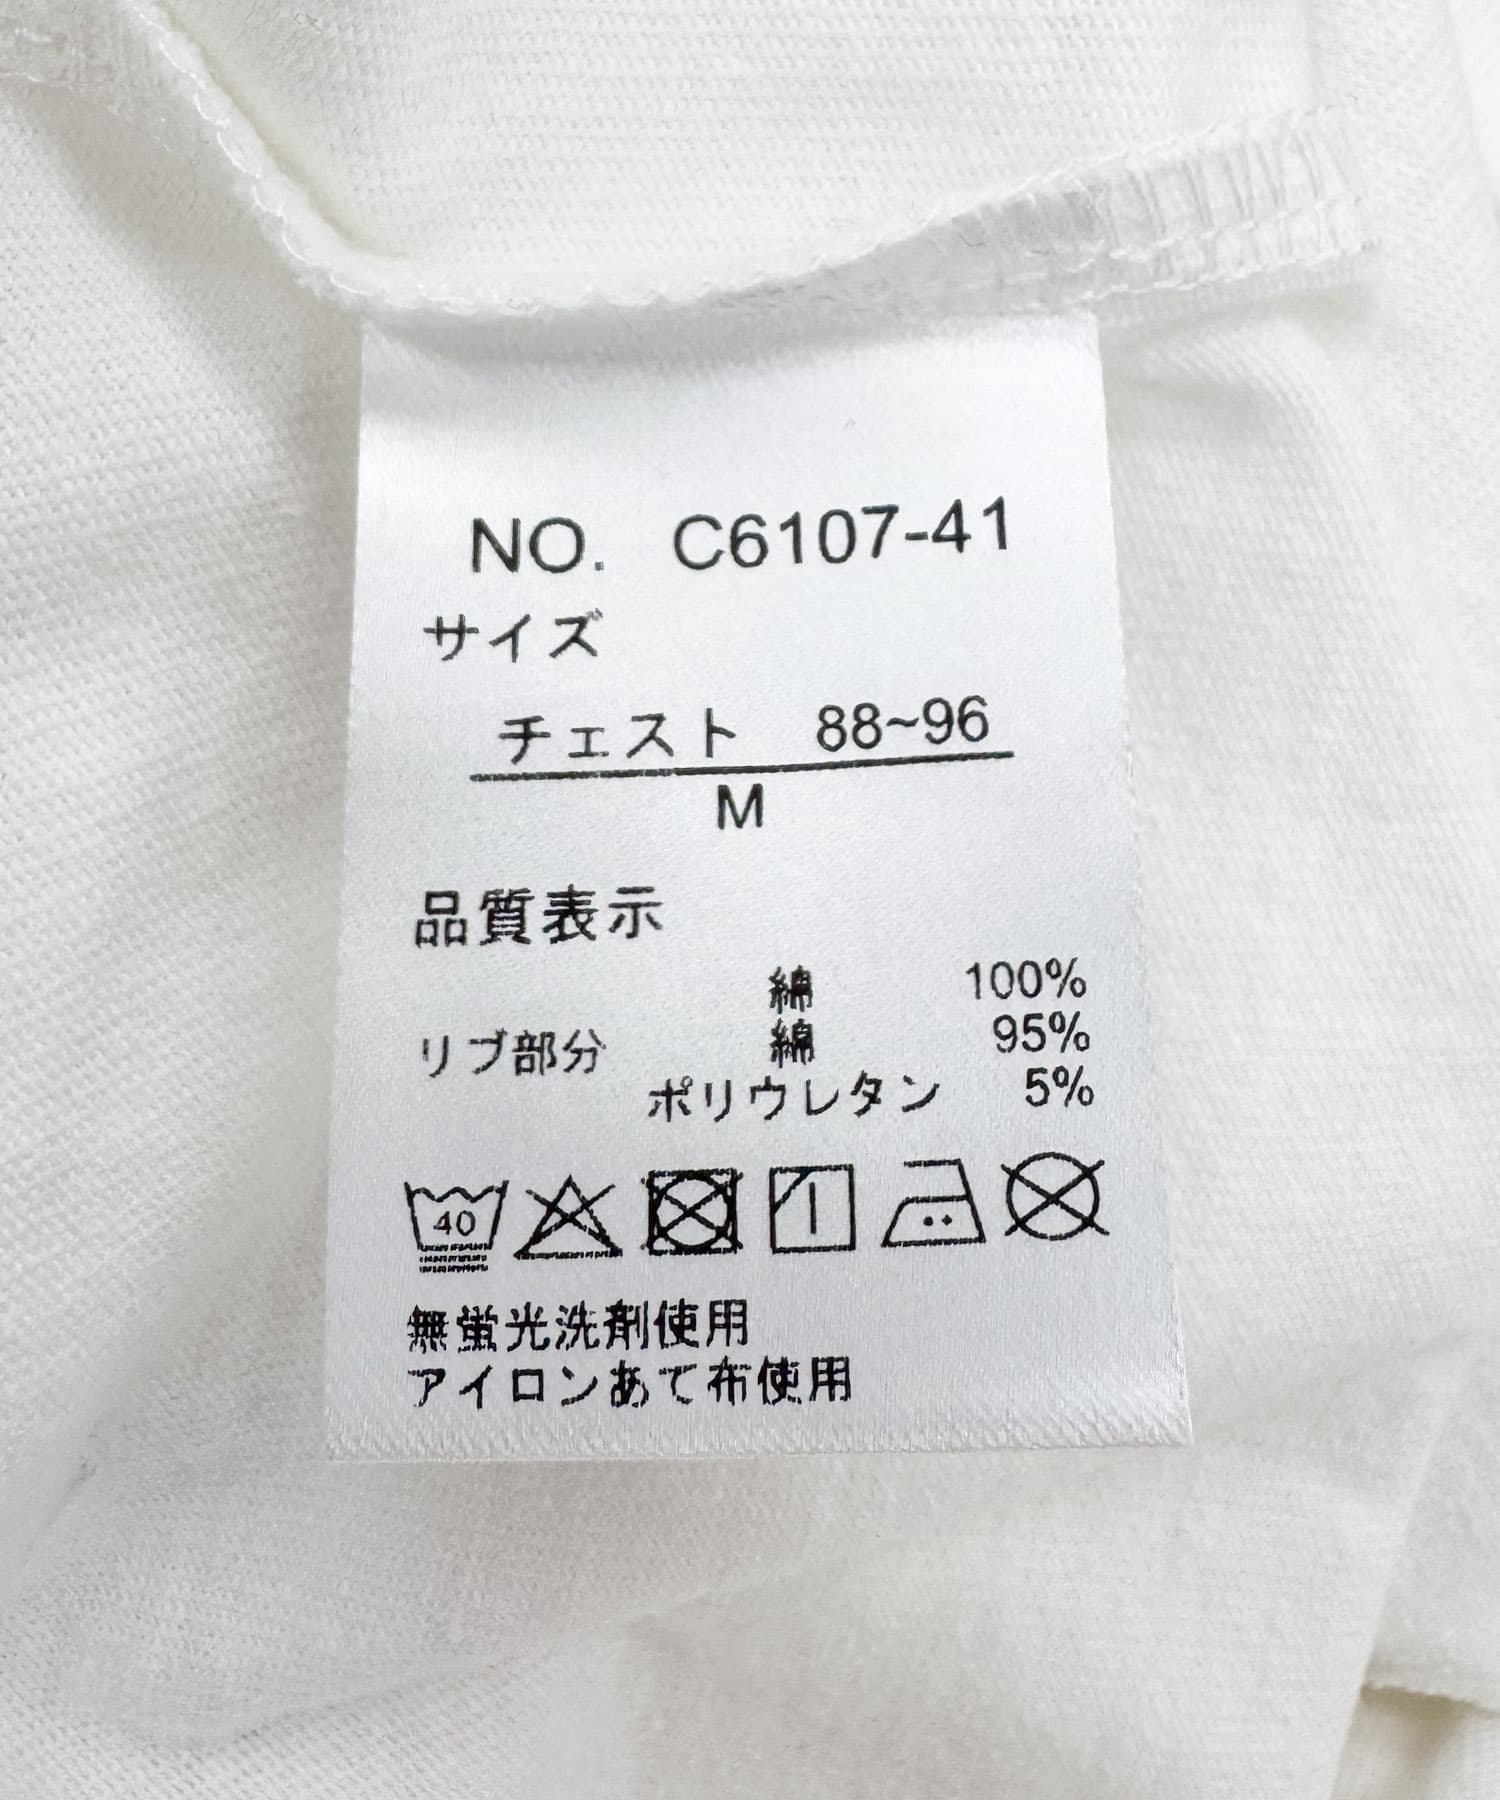 NO. C6107-41
サイズ
チェスト 88~96
M
品質表示
綿 100%
リブ部分 綿 95%
ポリウレタン 5%
40
無蛍光洗剤使用
アイロンあて布使用